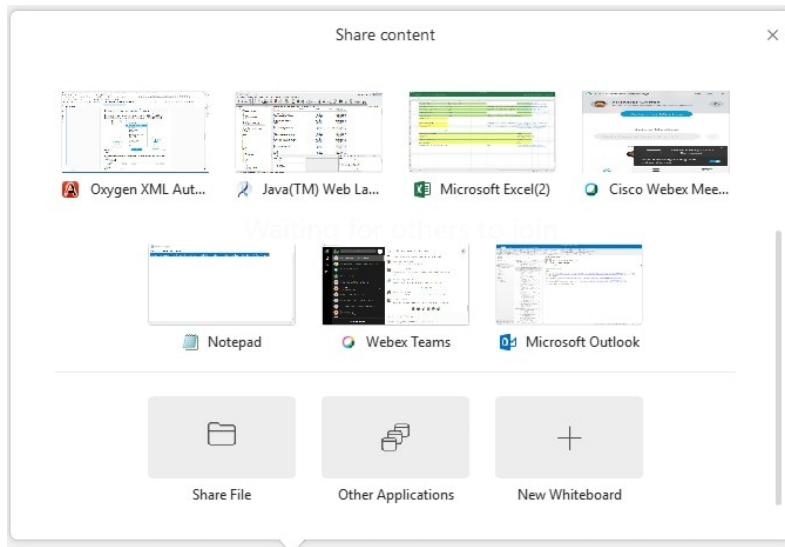 Share content
Oxygen XML Aut...
Java(TM) Web La...
Microsoft Excel(2)
Cisco Webex Mee...
Waiting for others to join
Notepad
Webex Teams
Microsoft Outlook
Share File
Other Applications
New Whiteboard